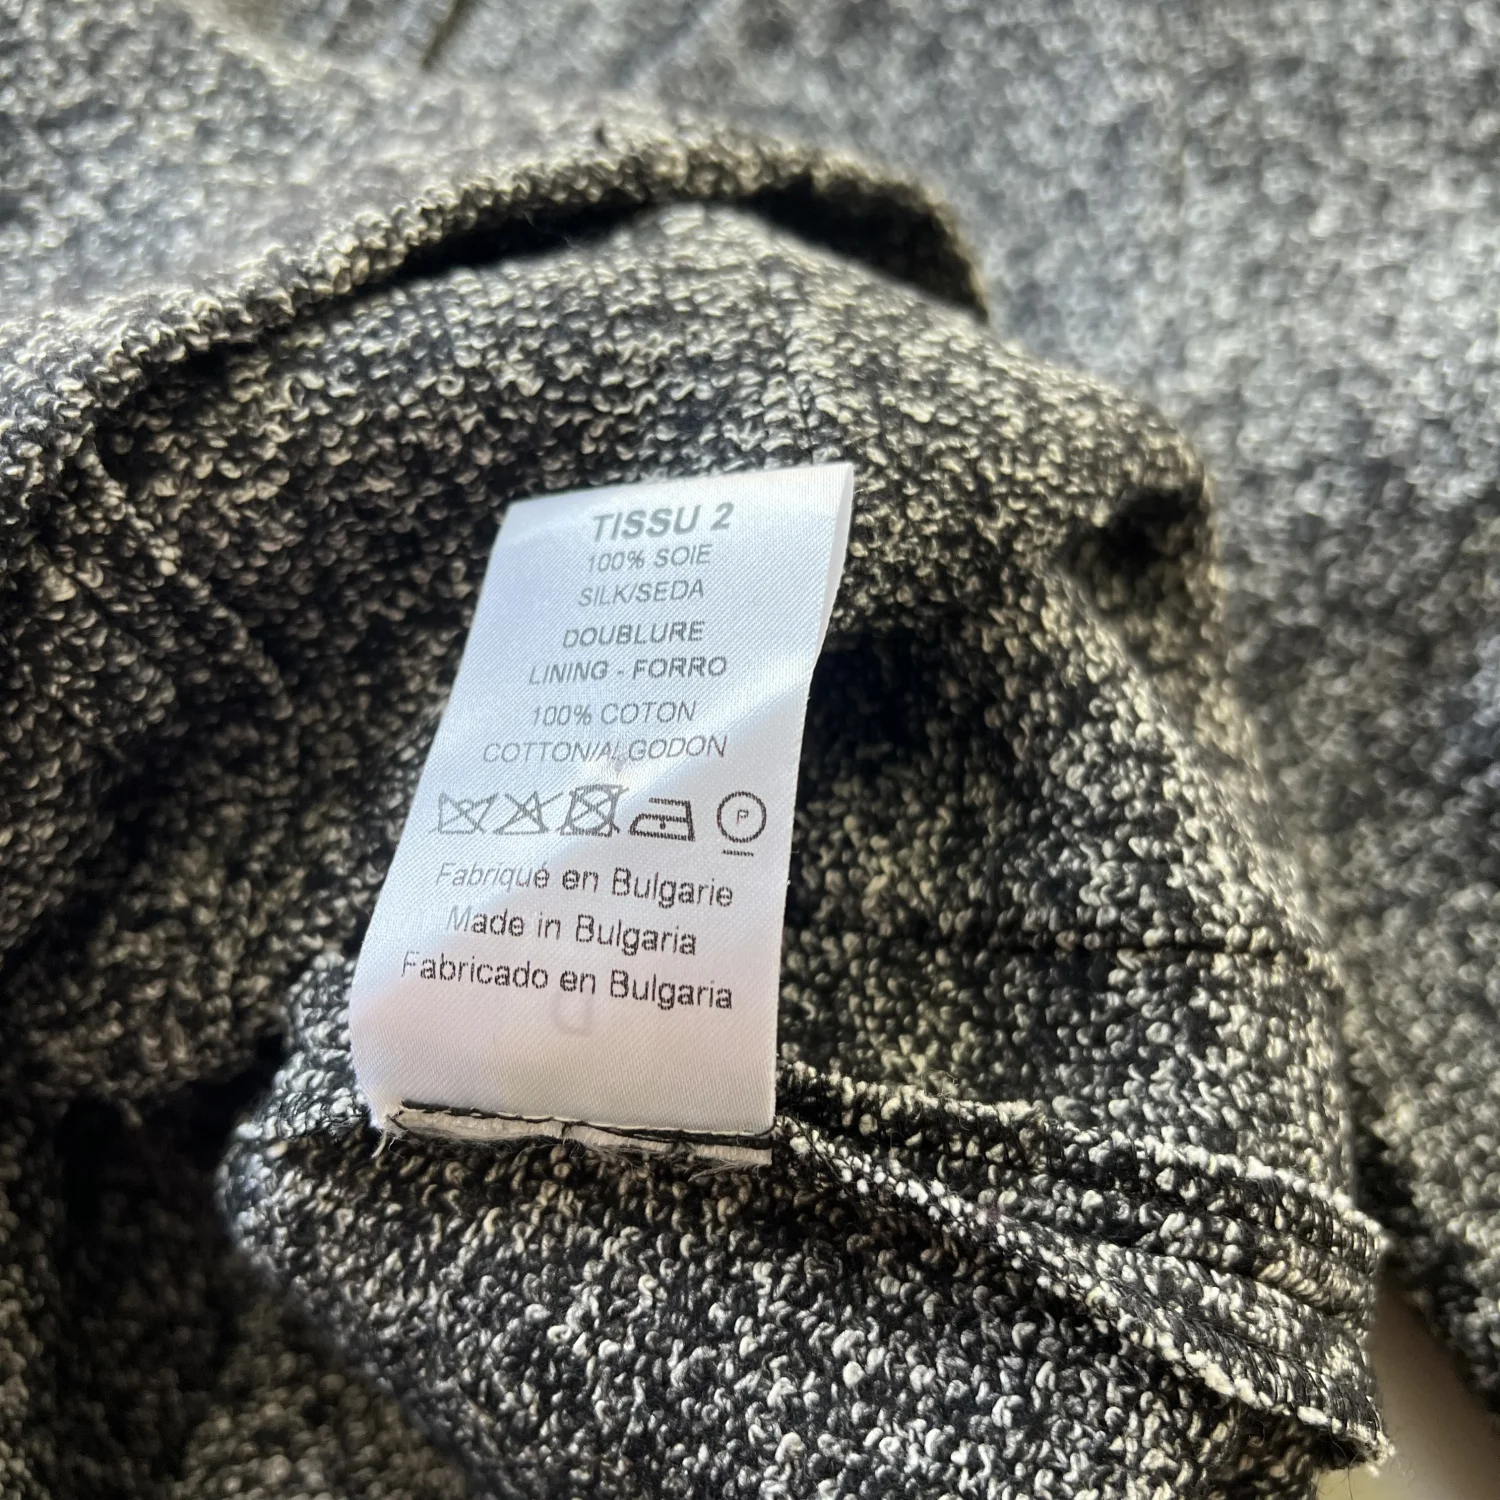 TISSU 2
100% SOIE
SILK/SEDA
DOUBLURE
LINING - FORRO
100% COTON
COTTON/ALGODON
P
Fabriqué en Bulgarie
Made in Bulgaria
Fabricado en Bulgaria